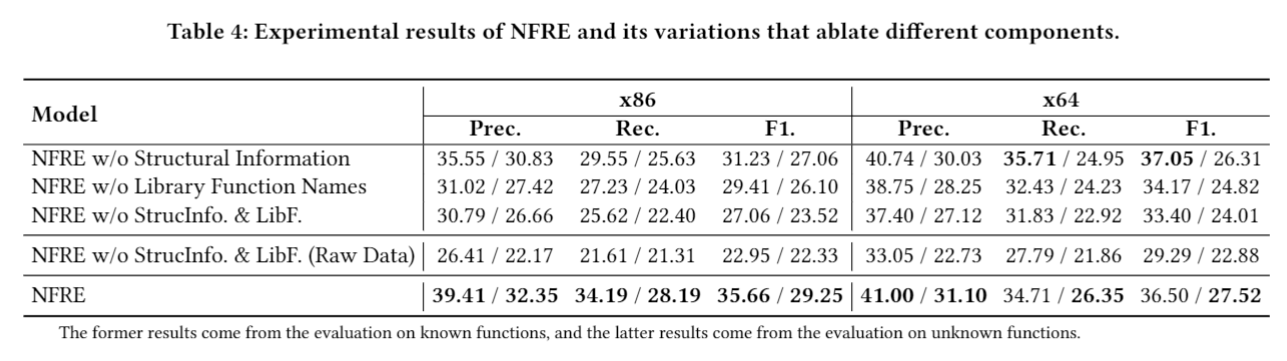 Table 4: Experimental results of NFRE and its variations that ablate different components.
Model x86 x64
Prec. Rec. F1. Prec. Rec. F1.
NFRE w/o Structural Information 35.55 / 30.83 29.55 / 25.63 31.23 / 27.06 40.74 / 30.03 35.71 / 24.95 37.05 / 26.31
NFRE w/o Library Function Names 31.02 / 27.42 27.23 / 24.03 29.41 / 26.10 38.75 / 28.25 32.43 / 24.23 34.17 / 24.82
NFRE w/o StrucInfo. & LibF. 30.79 / 26.66 25.62 / 22.40 27.06 / 23.52 37.40 / 27.12 31.83 / 22.92 33.40 / 24.01
NFRE w/o StrucInfo. & LibF. (Raw Data) 26.41 / 22.17 21.61 / 21.31 22.95 / 22.33 33.05 / 22.73 27.79 / 21.86 29.29 / 22.88
NFRE 39.41 / 32.35 34.19 / 28.19 35.66 / 29.25 41.00 / 31.10 34.71 / 26.35 36.50 / 27.52
The former results come from the evaluation on known functions, and the latter results come from the evaluation on unknown functions.